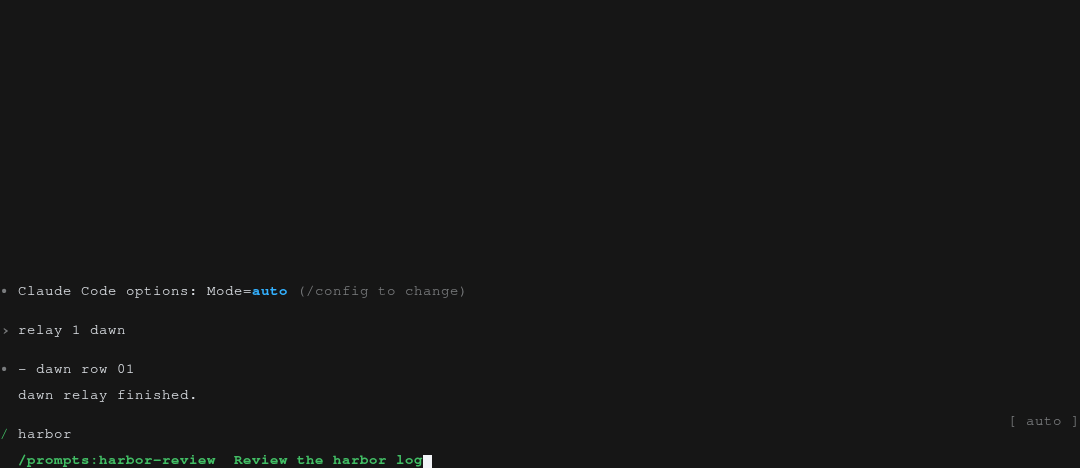 • Claude Code options: Mode=auto (/config to change)
› relay 1 dawn
• – dawn row 01
dawn relay finished.
[ auto ]
/ harbor
/prompts:harbor-review  Review the harbor log